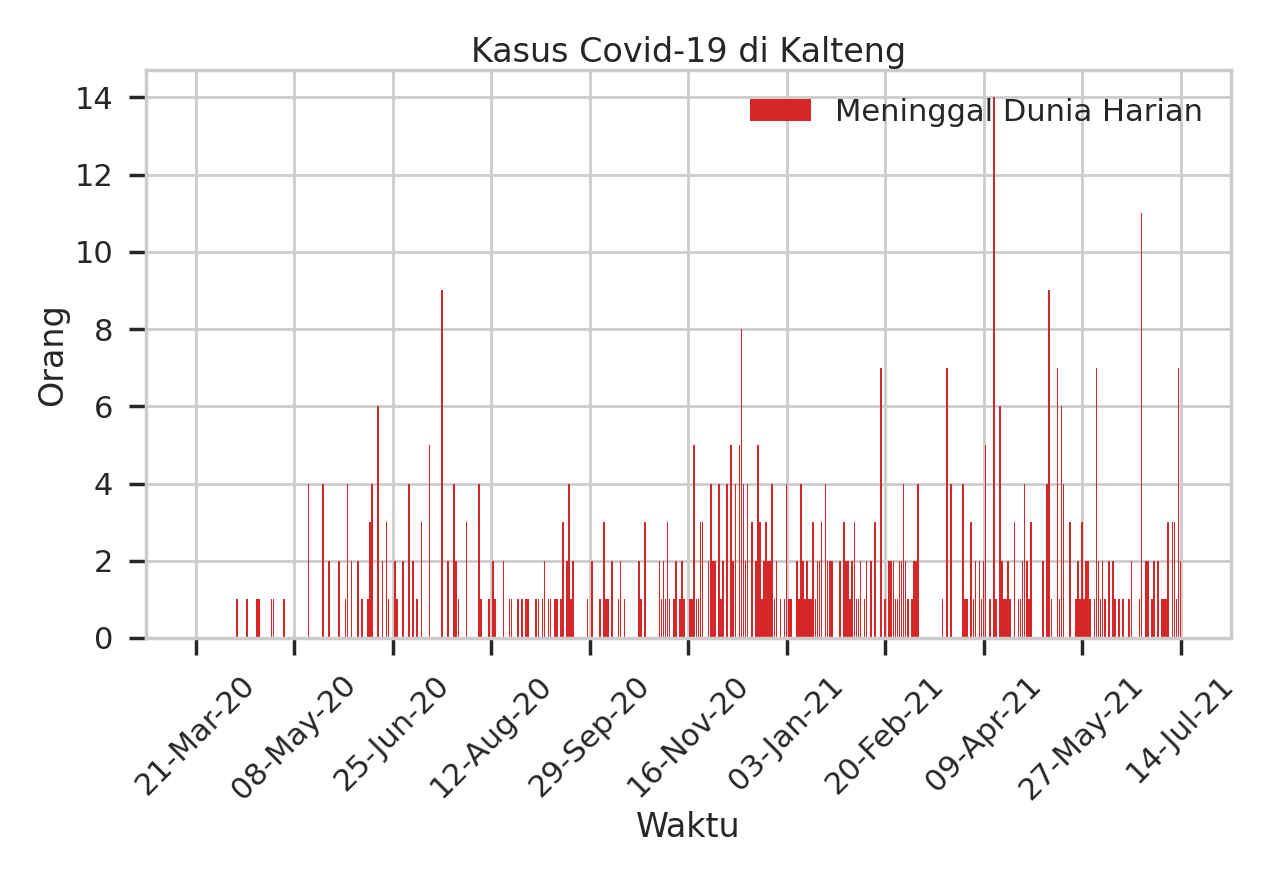 Kasus Covid-19 di Kalteng
Meninggal Dunia Harian
14
12
10
8
6
4
2
0
Orang
21-Mar-20
08-May-20
25-Jun-20
12-Aug-20
29-Sep-20
16-Nov-20
03-Jan-21
20-Feb-21
09-Apr-21
27-May-21
14-Jul-21
Waktu